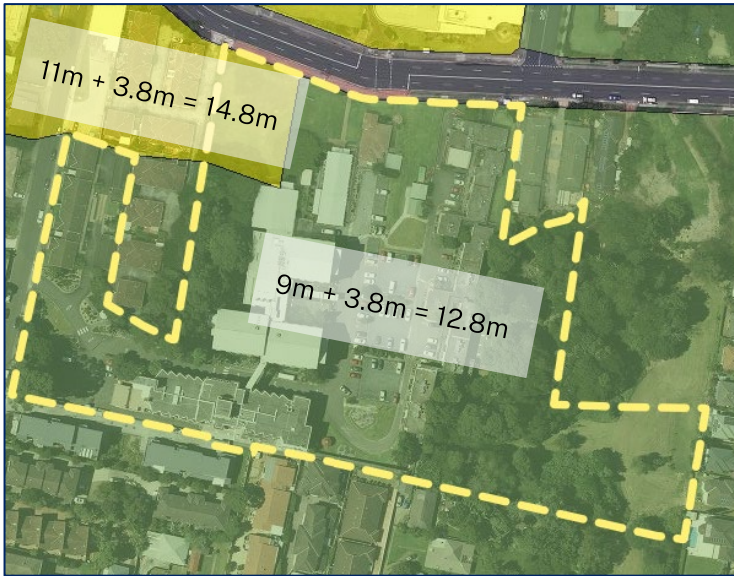 11m + 3.8m = 14.8m
9m + 3.8m = 12.8m